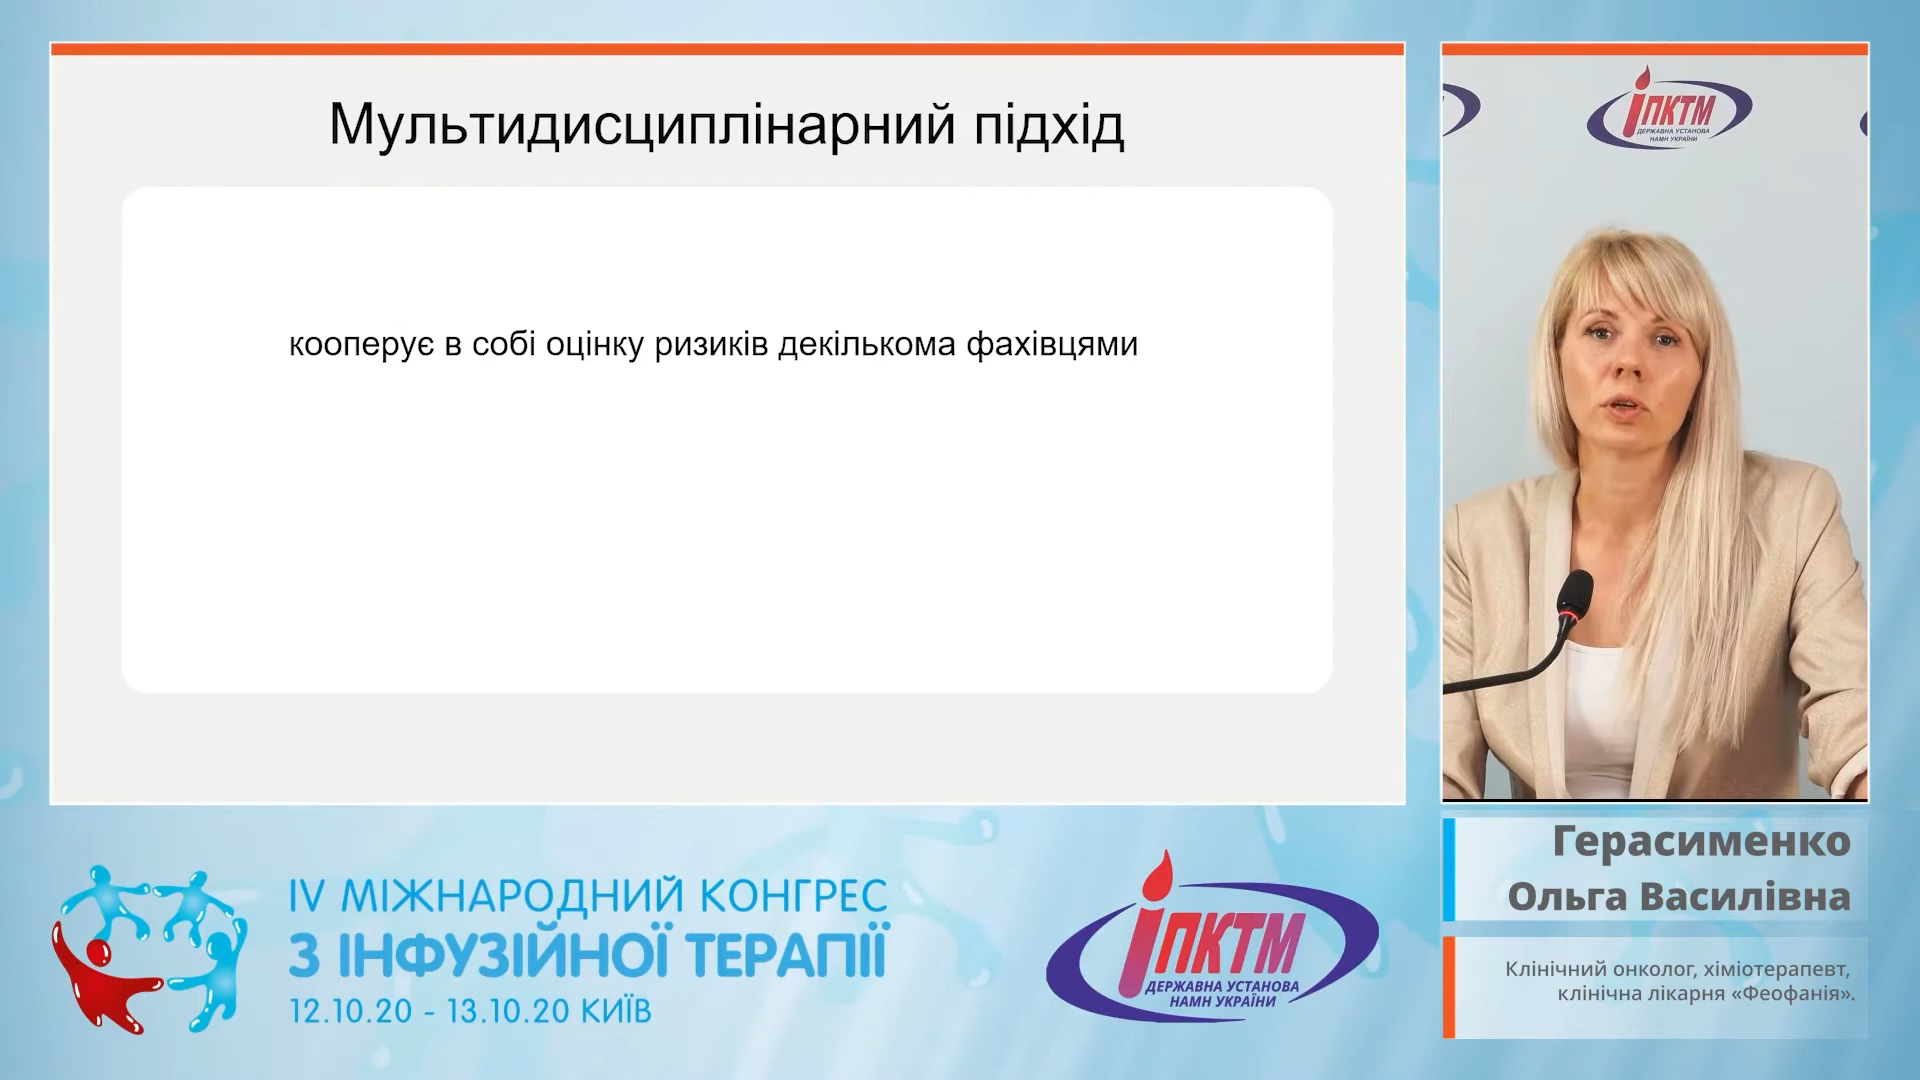 Мультидисциплінарний підхід
кооперує в собі оцінку ризиків декількома фахівцями
ІПКТМ
ДЕРЖАВНА УСТАНОВА
НАМН УКРАЇНИ
Герасименко
Ольга Василівна
Клінічний онколог, хіміотерапевт,
клінічна лікарня «Феофанія».
IV МІЖНАРОДНИЙ КОНГРЕС
З ІНФУЗІЙНОЇ ТЕРАПІЇ
12.10.20 - 13.10.20 КИЇВ
ІПКТМ
ДЕРЖАВНА УСТАНОВА
НАМН УКРАЇНИ